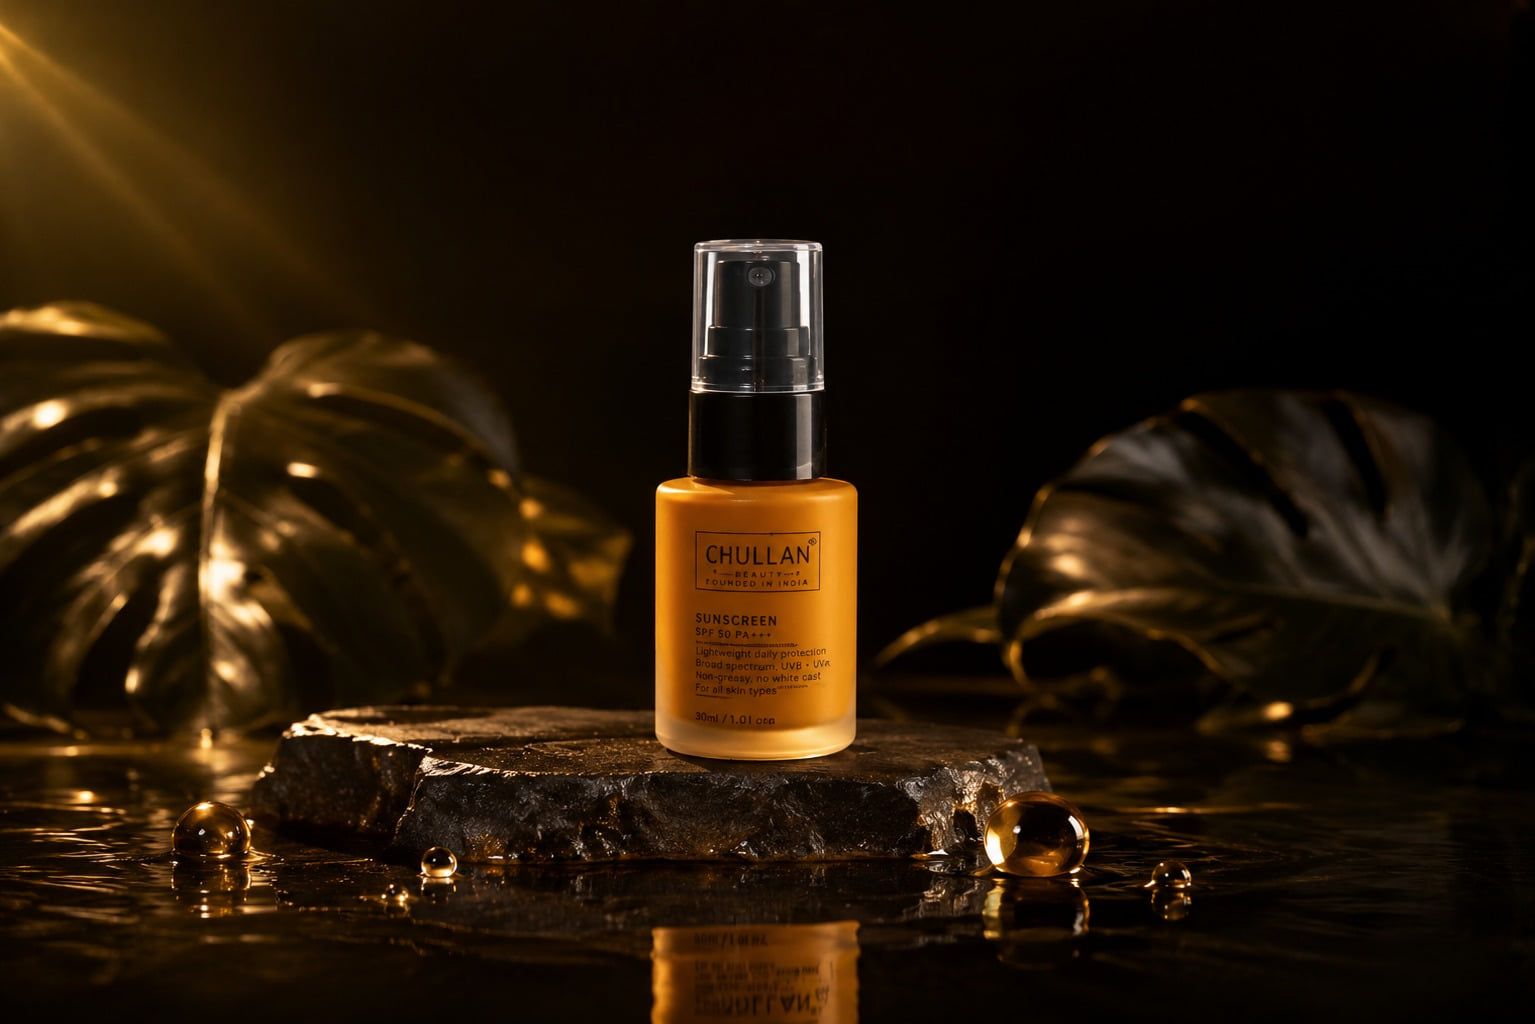 CHULLAN®
BEAUTY
FOUNDED IN INDIA
SUNSCREEN
SPF 50 PA+++
Lightweight daily protection
Broad spectrum, UVB - UVA
Non-greasy, no white cast
For all skin types
30ml / 1.01